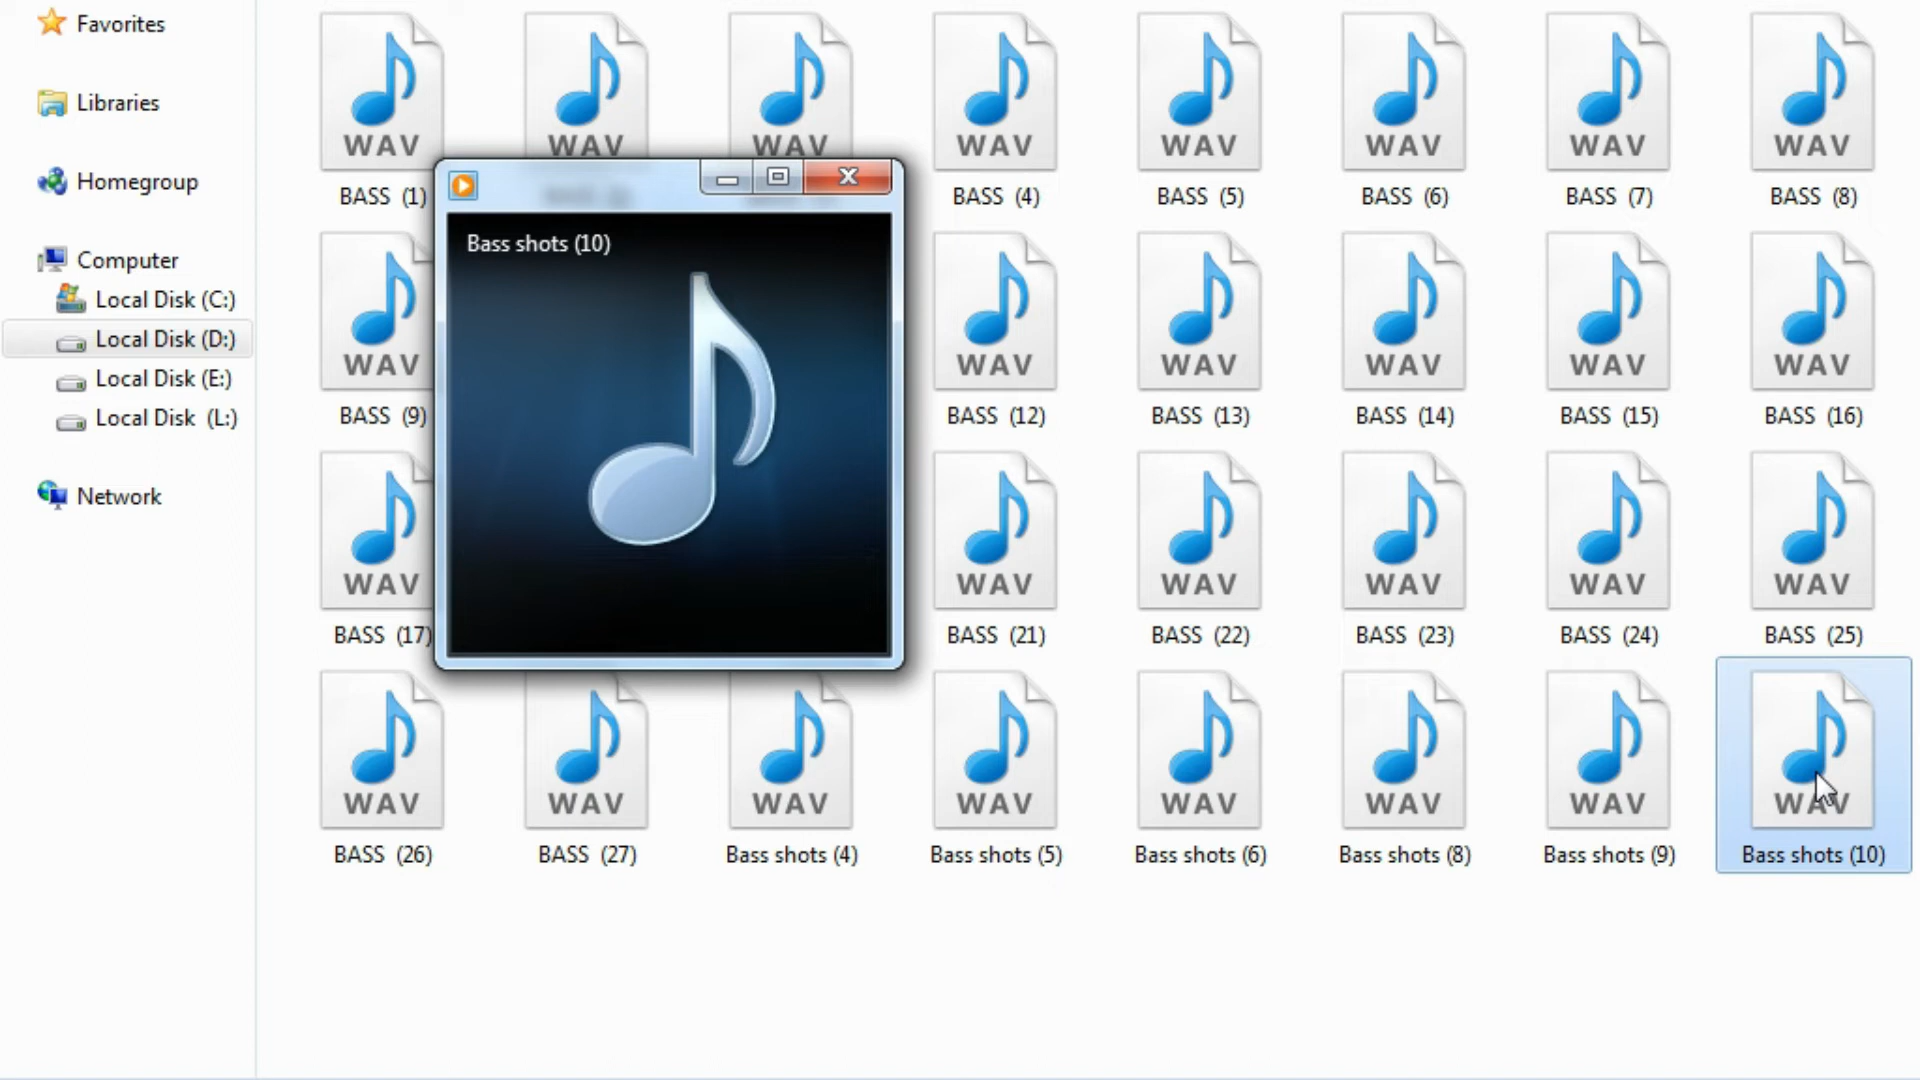 Favorites
Libraries
Homegroup
Computer
Local Disk (C:)
Local Disk (D:)
Local Disk (E:)
Local Disk (L:)
Network
WAV WAV WAV WAV WAV WAV WAV WAV
BASS (1) BASS (4) BASS (5) BASS (6) BASS (7) BASS (8)
Bass shots (10)
WAV WAV WAV WAV WAV WAV
BASS (9) BASS (12) BASS (13) BASS (14) BASS (15) BASS (16)
WAV WAV WAV WAV WAV WAV
BASS (17) BASS (21) BASS (22) BASS (23) BASS (24) BASS (25)
WAV WAV WAV WAV WAV WAV WAV WAV
BASS (26) BASS (27) Bass shots (4) Bass shots (5) Bass shots (6) Bass shots (8) Bass shots (9) Bass shots (10)